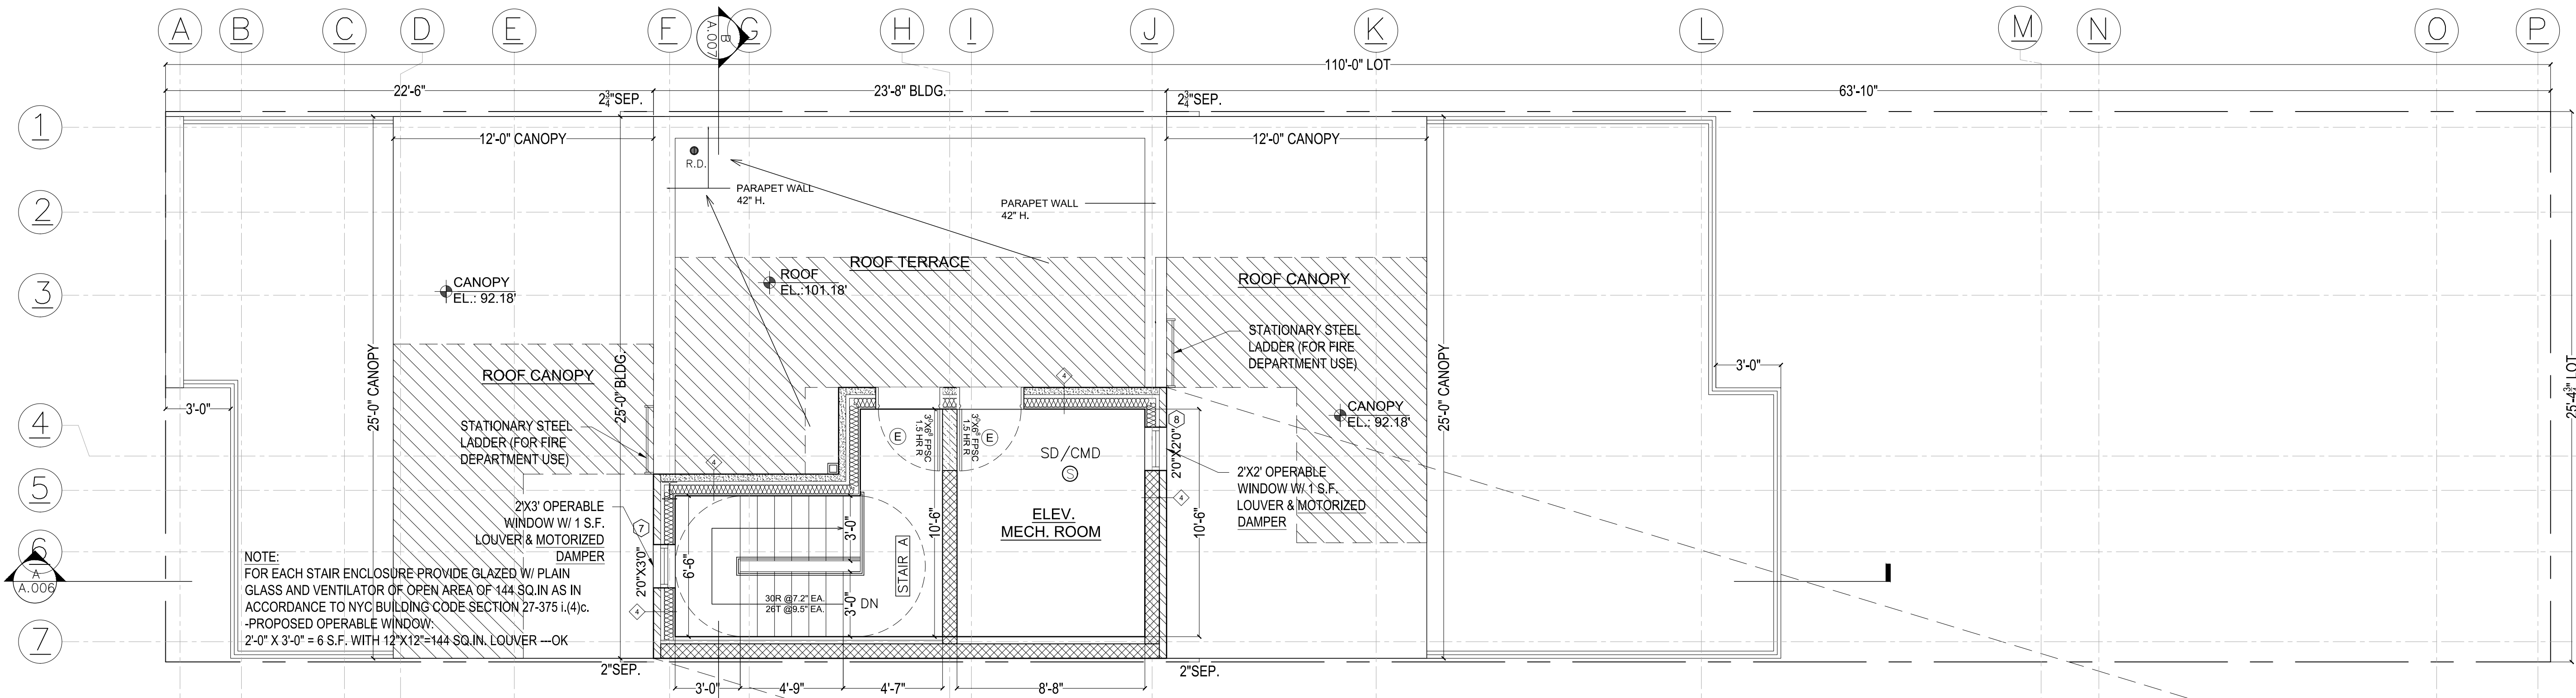 A B C D E F G H I J K L M N O P
B
A.007
110'-0" LOT
22'-6"
23'-8" BLDG.
63'-10"
2 3/4" SEP.
2 3/4" SEP.
1
12'-0" CANOPY
12'-0" CANOPY
R.D.
PARAPET WALL
42" H.
PARAPET WALL
42" H.
2
3
CANOPY
EL.: 92.18'
ROOF TERRACE
ROOF
EL.:101.18'
ROOF CANOPY
STATIONARY STEEL
LADDER (FOR FIRE
DEPARTMENT USE)
25'-0" CANOPY
25'-0" BLDG.
25'-0" CANOPY
25'-4 3/4" LOT
ROOF CANOPY
3'-0"
3'-0"
4
STATIONARY STEEL
LADDER (FOR FIRE
DEPARTMENT USE)
4
4
CANOPY
EL.: 92.18'
E
3⁰X6⁸ FPSC
1.5 HR R
3⁰X6⁸ FPSC
1.5 HR R
E
SD/CMD
S
8
2'0"X2'0"
2'X2' OPERABLE
WINDOW W/ 1 S.F.
LOUVER & MOTORIZED
DAMPER
5
4
2'X3' OPERABLE
WINDOW W/ 1 S.F.
LOUVER & MOTORIZED
DAMPER
7
2'0"X3'0"
6'-6"
3'-0"
10'-6"
ELEV.
MECH. ROOM
10'-6"
STAIR A
6
A
A.006
NOTE:
FOR EACH STAIR ENCLOSURE PROVIDE GLAZED W/ PLAIN
GLASS AND VENTILATOR OF OPEN AREA OF 144 SQ.IN AS IN
ACCORDANCE TO NYC BUILDING CODE SECTION 27-375 i.(4)c.
-PROPOSED OPERABLE WINDOW:
2'-0" X 3'-0" = 6 S.F. WITH 12"X12"=144 SQ.IN. LOUVER ---OK
4
30R @7.2" EA.
26T @9.5" EA.
3'-0"
DN
7
2"SEP.
2"SEP.
3'-0"
4'-9"
4'-7"
8'-8"